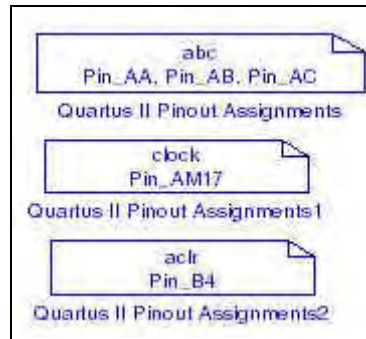 abc
Pin_AA, Pin_AB, Pin_AC
Quartus II Pinout Assignments
clock
Pin_AM17
Quartus II Pinout Assignments1
aclr
Pin_B4
Quartus II Pinout Assignments2